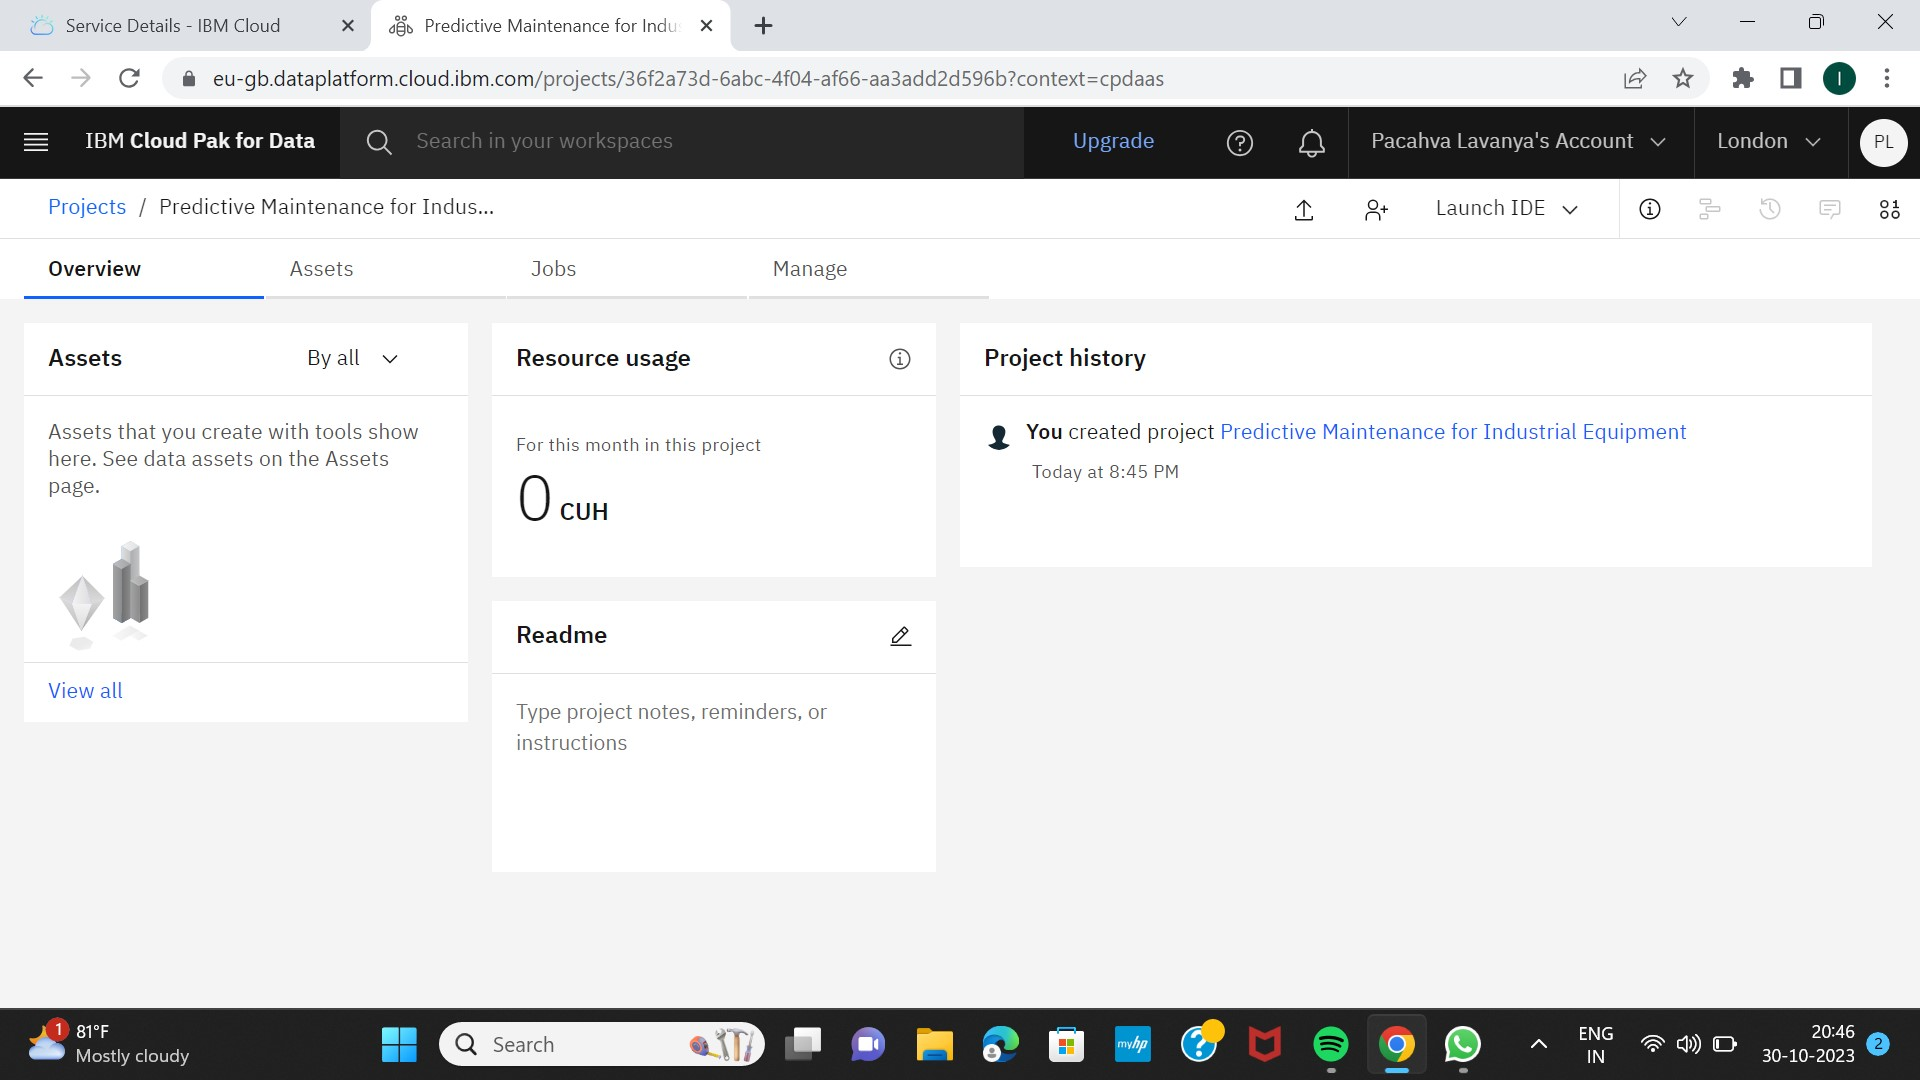 Service Details - IBM Cloud
Predictive Maintenance for Indu
eu-gb.dataplatform.cloud.ibm.com/projects/36f2a73d-6abc-4f04-af66-aa3add2d596b?context=cpdaas
I
IBM Cloud Pak for Data
Search in your workspaces
Upgrade
Pacahva Lavanya's Account
London
PL
Projects / Predictive Maintenance for Indus...
Launch IDE
Overview
Assets
Jobs
Manage
Assets
By all
Assets that you create with tools show
here. See data assets on the Assets
page.
View all
Resource usage
For this month in this project
0 CUH
Readme
Type project notes, reminders, or
instructions
Project history
You created project Predictive Maintenance for Industrial Equipment
Today at 8:45 PM
1
81°F
Mostly cloudy
Search
myhp
ENG
IN
20:46
30-10-2023
2